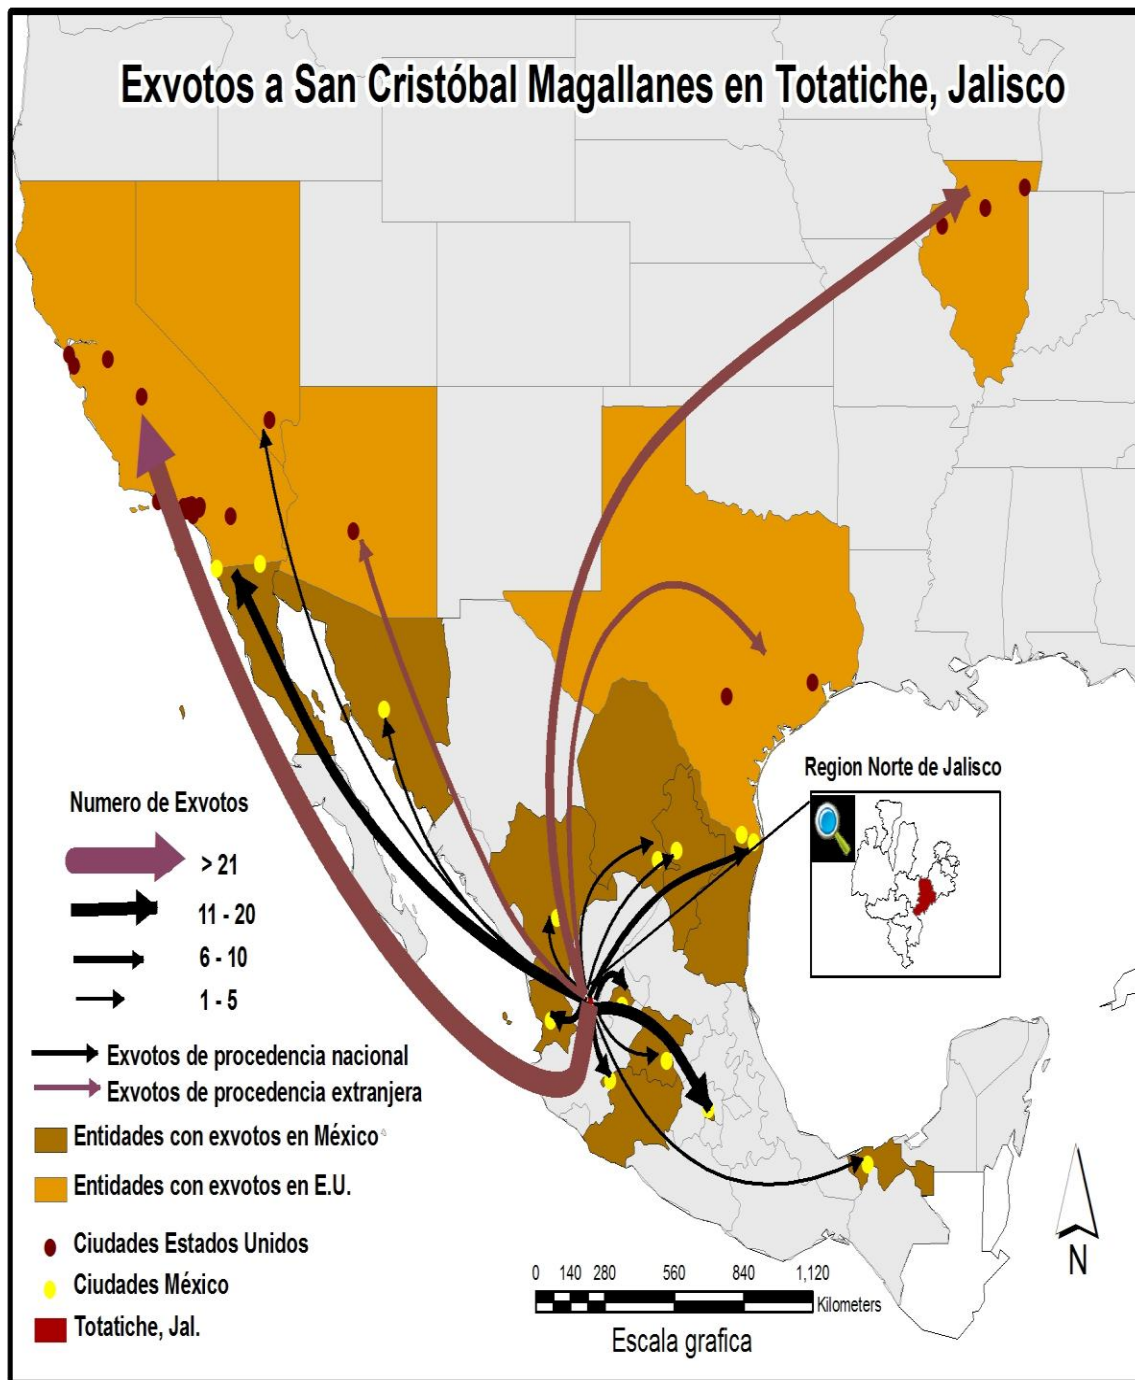 Exvotos a San Cristóbal Magallanes en Totatiche, Jalisco
Region Norte de Jalisco
Numero de Exvotos
> 21
11 - 20
6 - 10
1 - 5
Exvotos de procedencia nacional
Exvotos de procedencia extranjera
Entidades con exvotos en México
Entidades con exvotos en E.U.
Ciudades Estados Unidos
Ciudades México
Totatiche, Jal.
0 140 280 560 840 1,120
Kilometers
Escala grafica
N